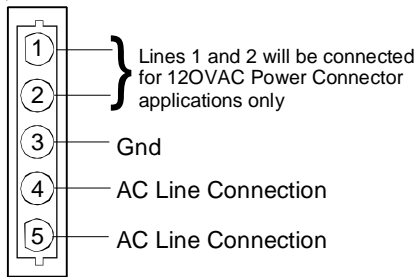 1
Lines 1 and 2 will be connected
for 12OVAC Power Connector
2
applications only
3 Gnd
4 AC Line Connection
5 AC Line Connection